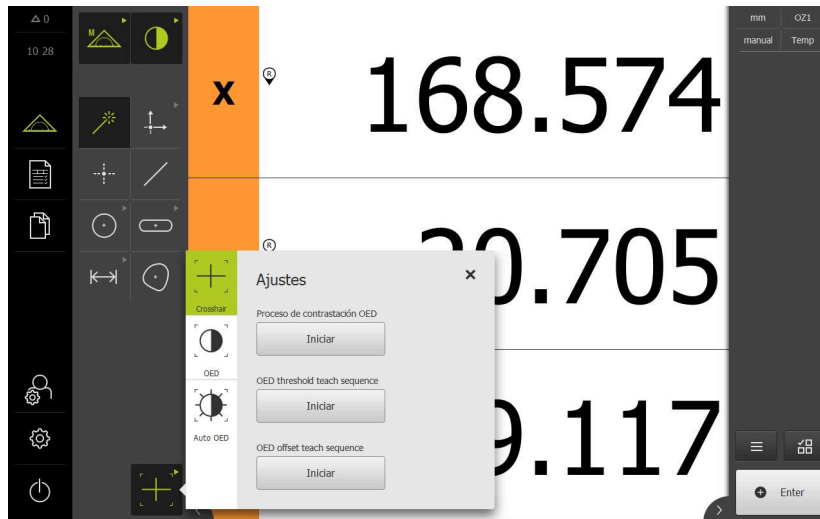 △ 0
10 28
M
X
R
168.574
mm
OZ1
manual
Temp
R
20.705
9.117
Crosshair
OED
Auto OED
Ajustes
×
Proceso de contrastación OED
Iniciar
OED threshold teach sequence
Iniciar
OED offset teach sequence
Iniciar
Enter